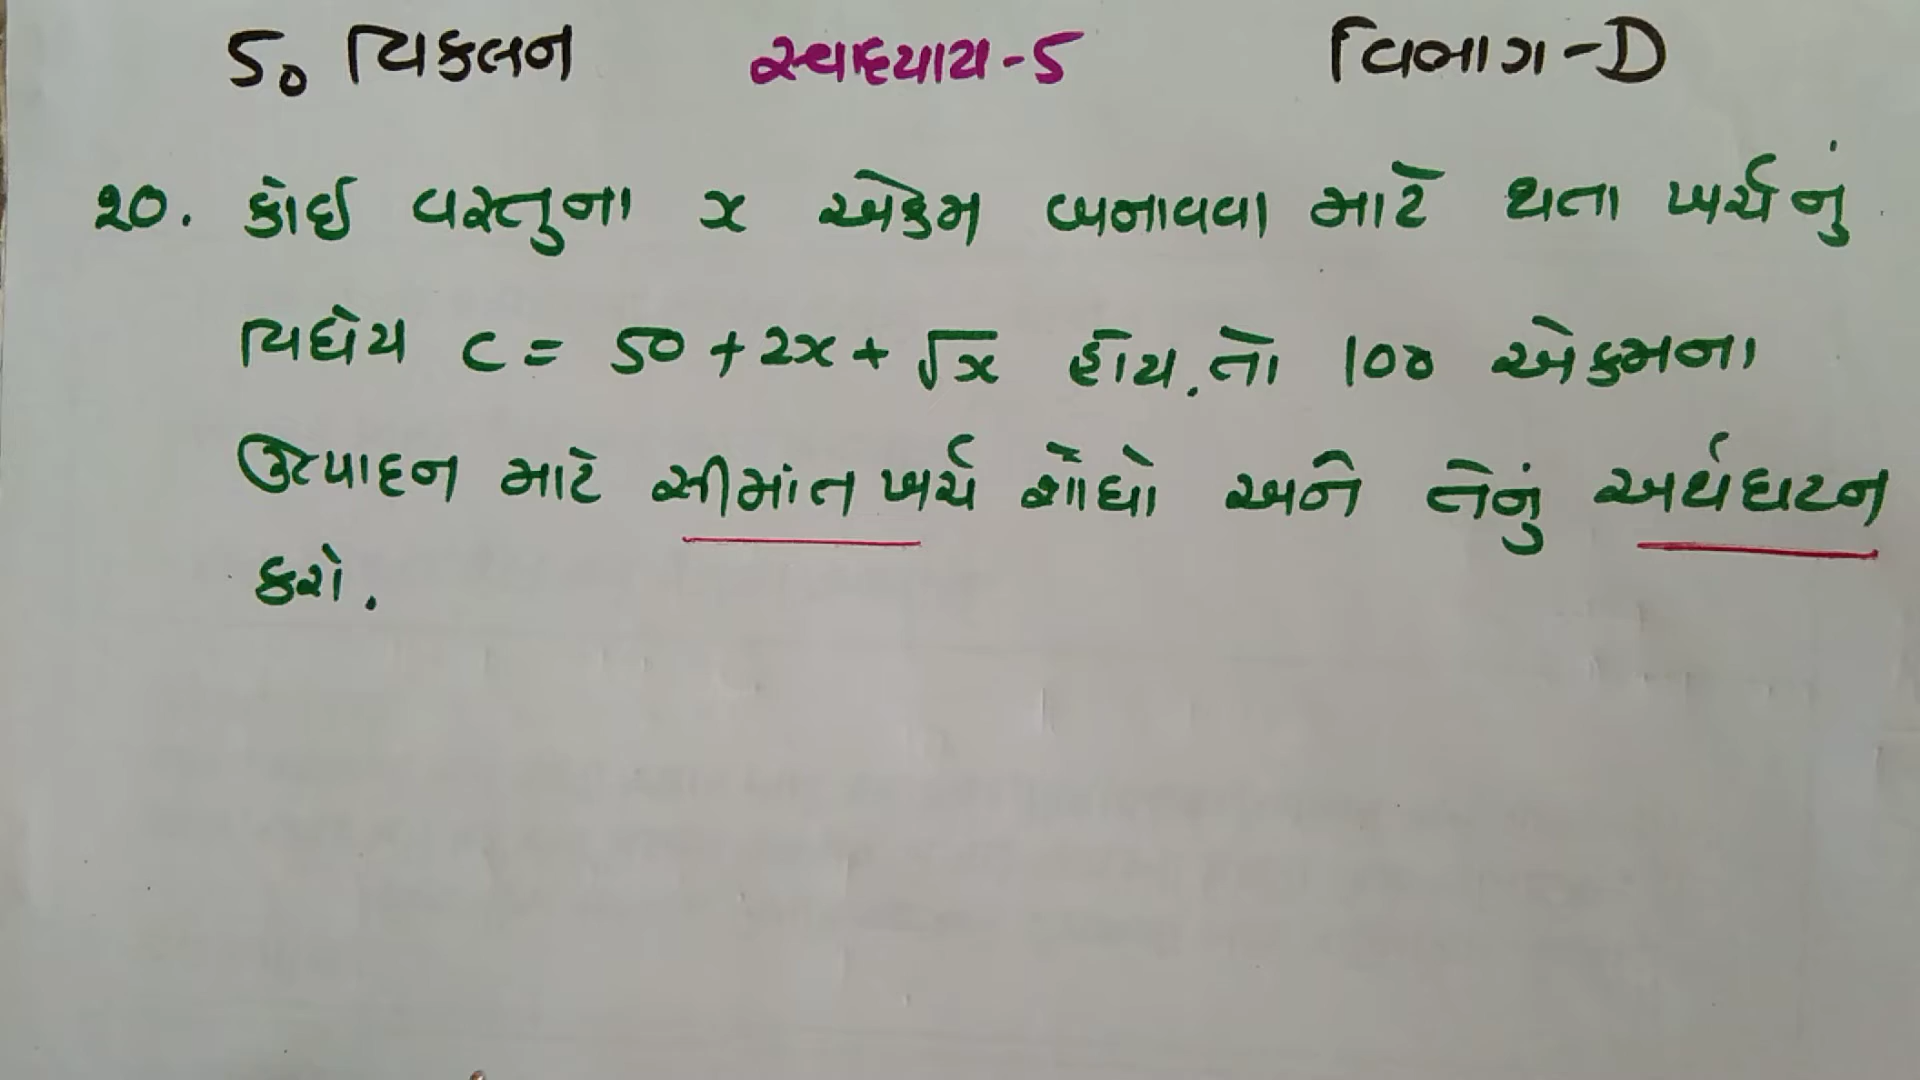 5. વિકલન સ્વાધ્યાય-5 વિભાગ-D
20. કોઈ વસ્તુના x એકમ બનાવવા માટે થતા ખર્ચનું
વિધેય C = 50 + 2x + √x હોય. તો 100 એકમના
ઉત્પાદન માટે સીમાંત ખર્ચ શોધો અને તેનું અર્થઘટન
કરો.